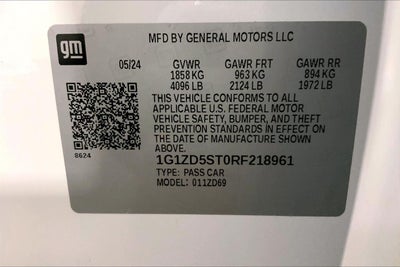 gm
MFD BY GENERAL MOTORS LLC
05/24 GVWR GAWR FRT GAWR RR
1858 KG 963 KG 894 KG
4096 LB 2124 LB 1972 LB
THIS VEHICLE CONFORMS TO ALL
APPLICABLE U.S. FEDERAL MOTOR
VEHICLE SAFETY, BUMPER, AND THEFT
PREVENTION STANDARDS IN EFFECT ON
THE DATE OF MANUFACTURE SHOWN
ABOVE.
8624
1G1ZD5ST0RF218961
TYPE: PASS CAR
MODEL: 011ZD69